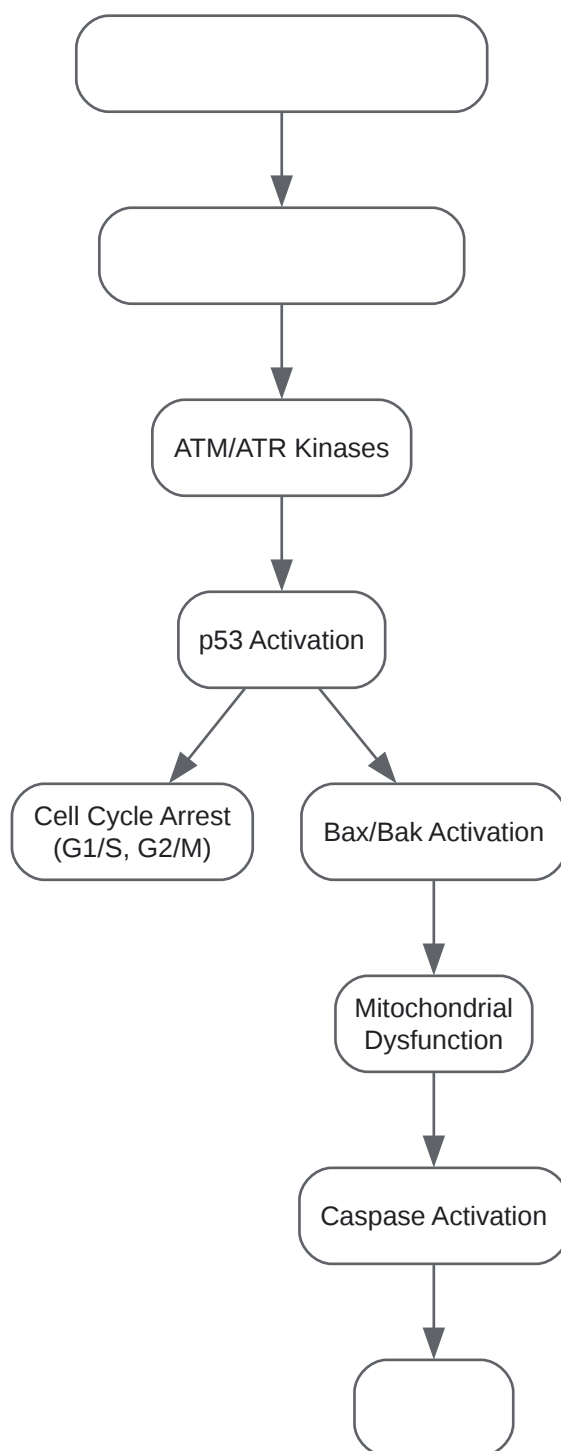 ATM/ATR Kinases
p53 Activation
Cell Cycle Arrest
(G1/S, G2/M)
Bax/Bak Activation
Mitochondrial
Dysfunction
Caspase Activation